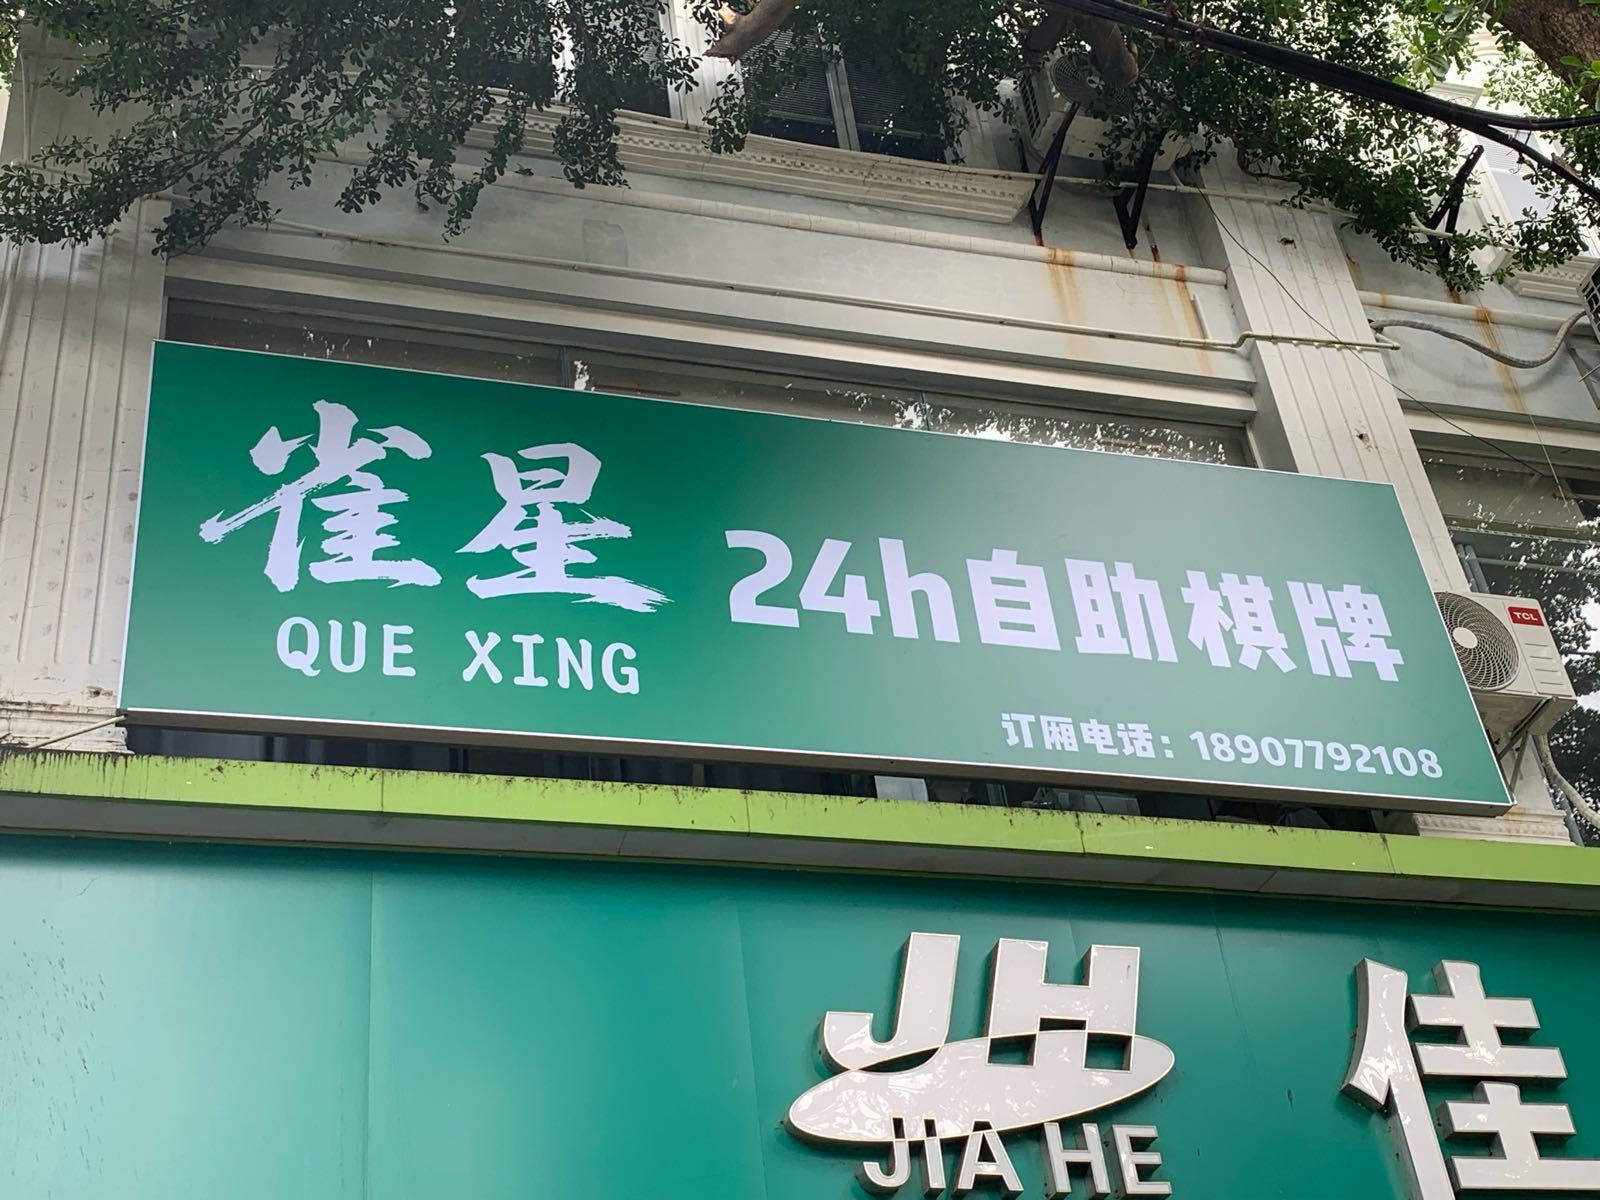 雀星
QUE XING
24h自助棋牌
订厢电话：18907792108
TCL
JH
JIA HE
佳